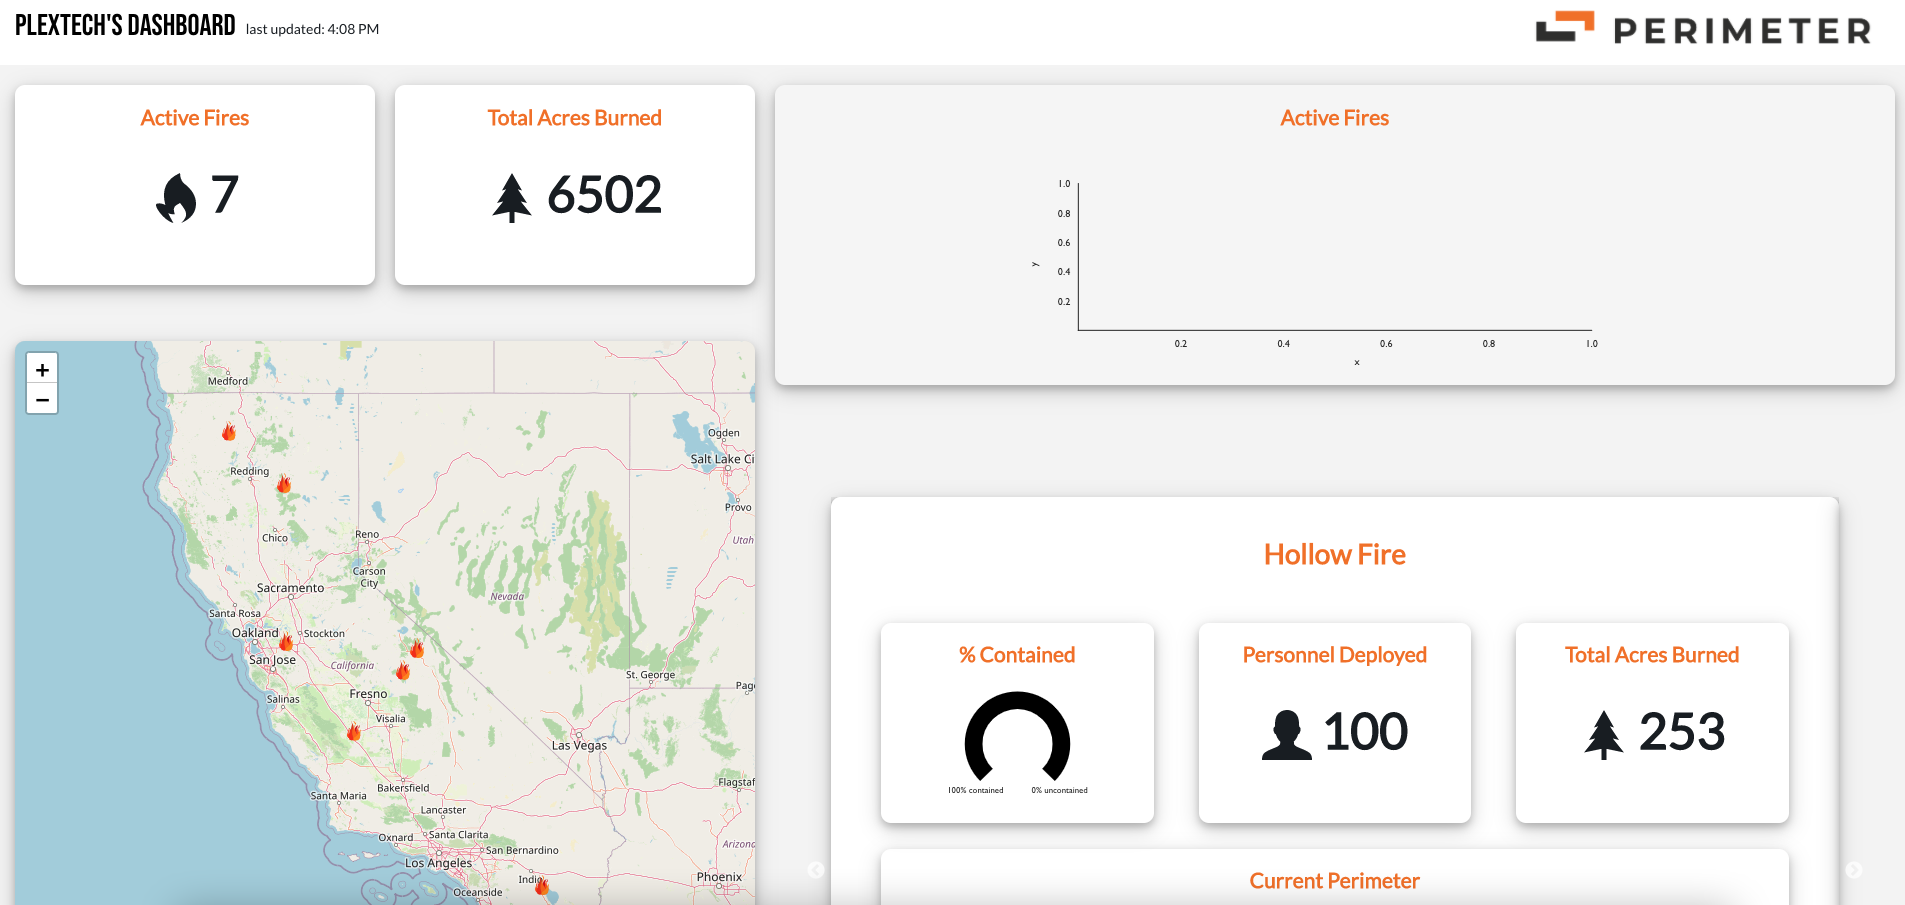 PLEXTECH'S DASHBOARD last updated: 4:08 PM
PERIMETER
Active Fires
7
Total Acres Burned
6502
Active Fires
1.0
0.8
0.6
0.4
0.2
y
0.2 0.4 0.6 0.8 1.0
x
+
−
Medford
Ogden
Salt Lake Ci
Redding
Provo
Chico
Reno
Utah
Carson
City
Sacramento
Nevada
Santa Rosa
Oakland
Stockton
San Jose
California
St. George
Fresno
Pag
Salinas
Visalia
Las Vegas
Bakersfield
Flagstaf
Santa Maria
Lancaster
Oxnard
Santa Clarita
Arizona
San Bernardino
Los Angeles
Phoenix
Indio
Oceanside
Hollow Fire
% Contained
100% contained 0% uncontained
Personnel Deployed
100
Total Acres Burned
253
Current Perimeter